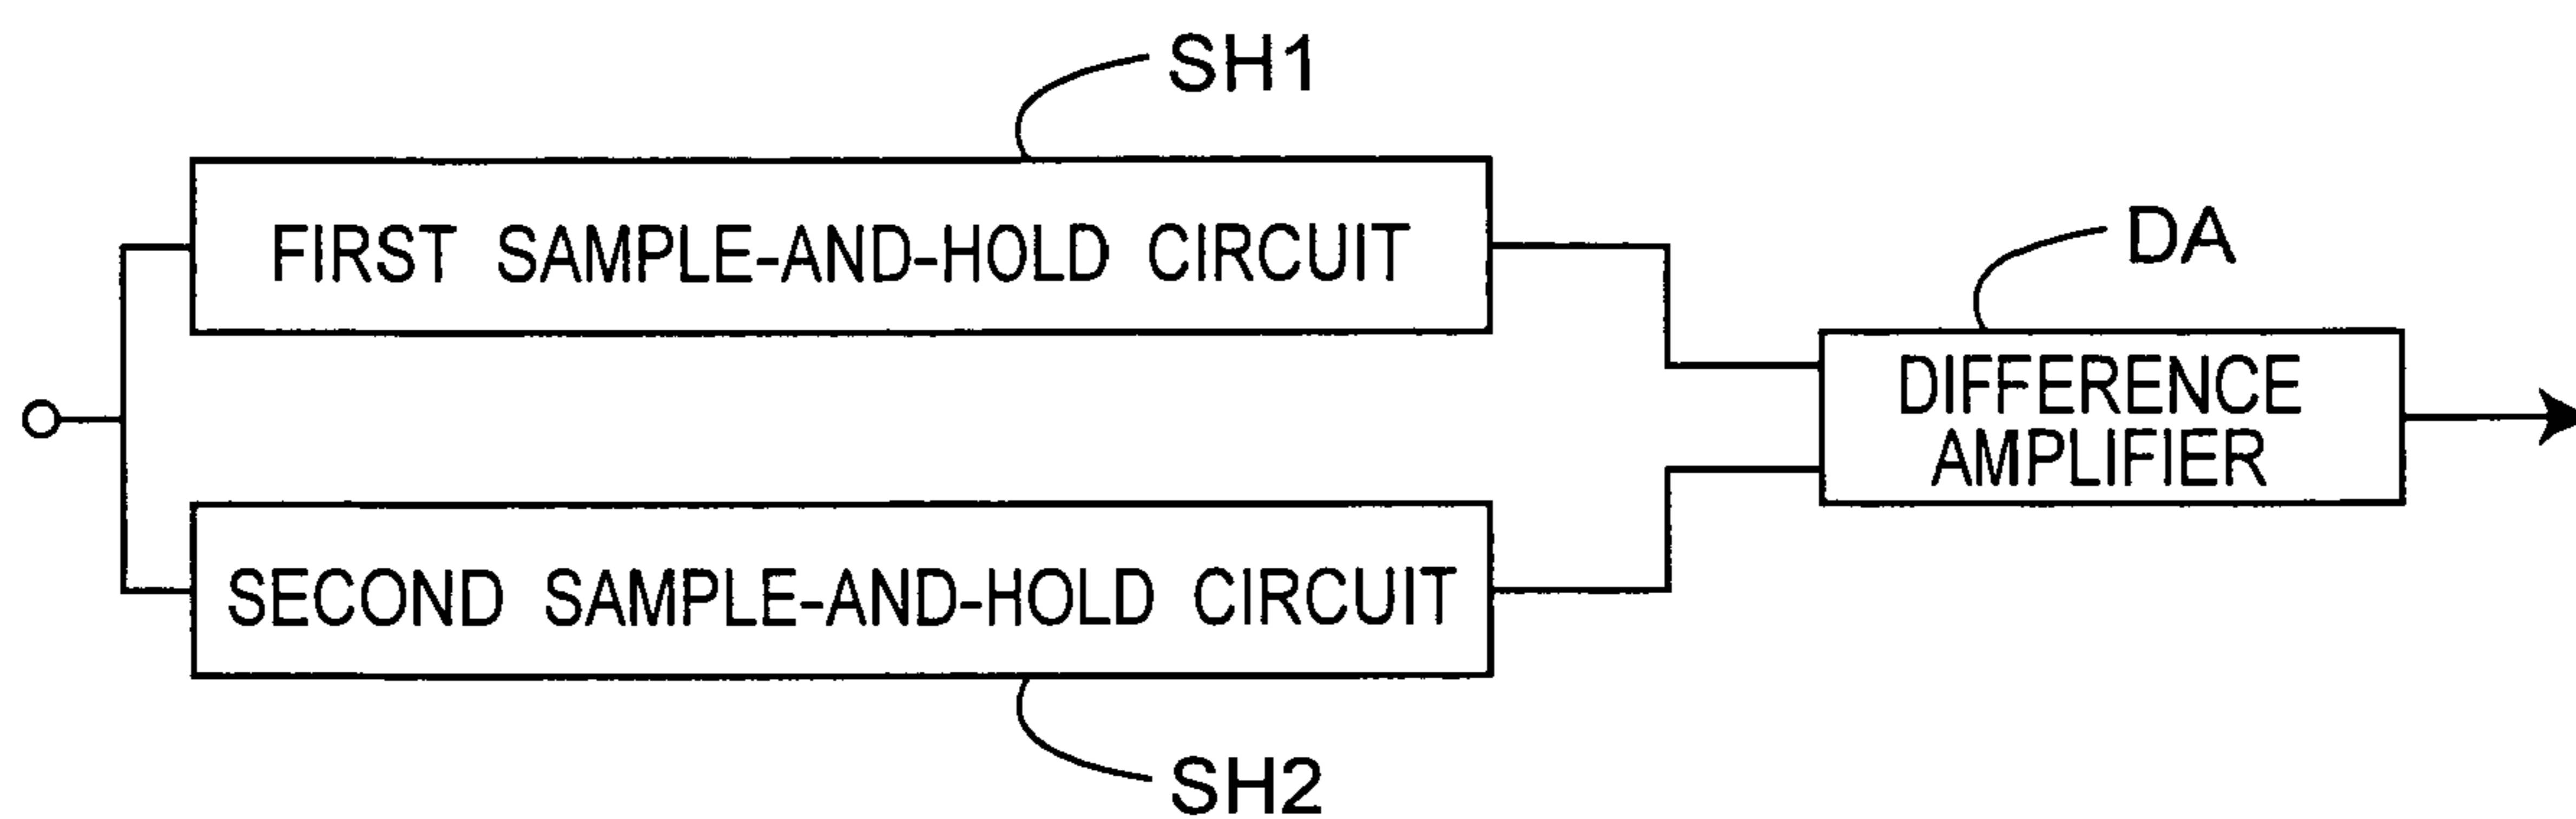 SH1
FIRST SAMPLE-AND-HOLD CIRCUIT
DA
DIFFERENCE
AMPLIFIER
SECOND SAMPLE-AND-HOLD CIRCUIT
SH2